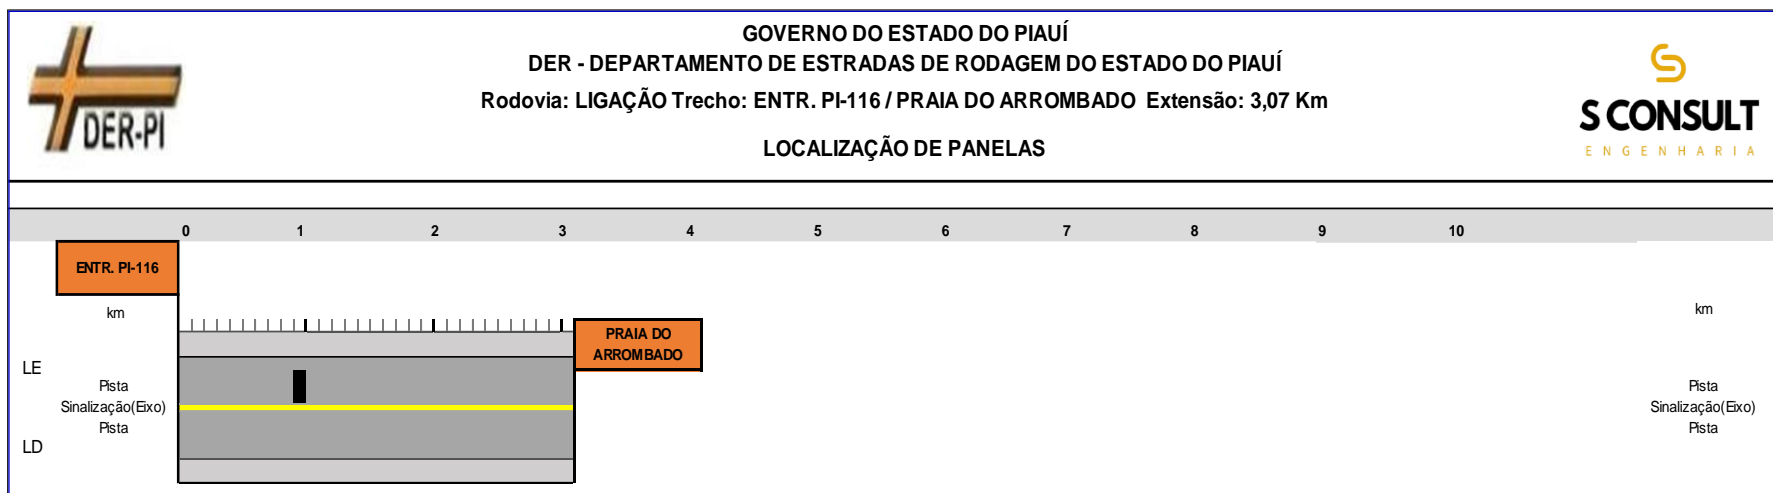 GOVERNO DO ESTADO DO PIAUÍ
DER - DEPARTAMENTO DE ESTRADAS DE RODAGEM DO ESTADO DO PIAUÍ
Rodovia: LIGAÇÃO Trecho: ENTR. PI-116 / PRAIA DO ARROMBADO Extensão: 3,07 Km
LOCALIZAÇÃO DE PANELAS
DER-PI
S CONSULT
ENGENHARIA
0 1 2 3 4 5 6 7 8 9 10
ENTR. PI-116
km
km
PRAIA DO
ARROMBADO
LE
Pista
Sinalização(Eixo)
Pista
LD
Pista
Sinalização(Eixo)
Pista